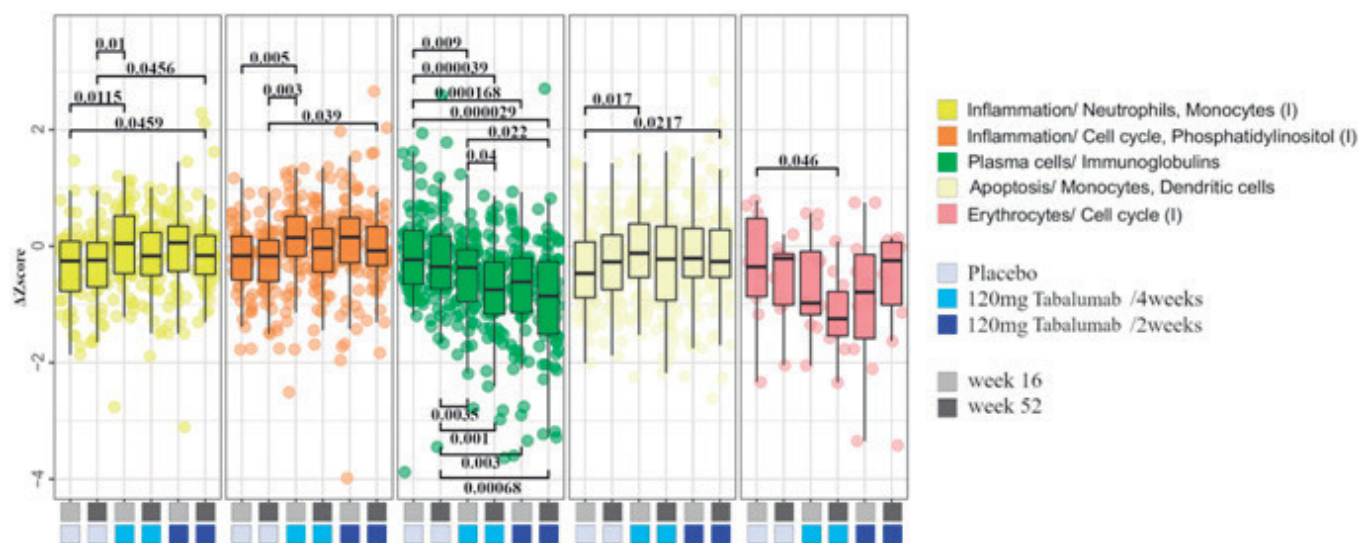 0.01
0.0456
0.0115
0.0459
0.005
0.003
0.039
0.009
0.000039
0.000168
0.000029
0.022
0.04
0.0035
0.001
0.003
0.00068
0.017
0.0217
0.046
ΔZscore
2
0
−2
−4
Inflammation/ Neutrophils, Monocytes (I)
Inflammation/ Cell cycle, Phosphatidylinositol (I)
Plasma cells/ Immunoglobulins
Apoptosis/ Monocytes, Dendritic cells
Erythrocytes/ Cell cycle (I)
Placebo
120mg Tabalumab /4weeks
120mg Tabalumab /2weeks
week 16
week 52